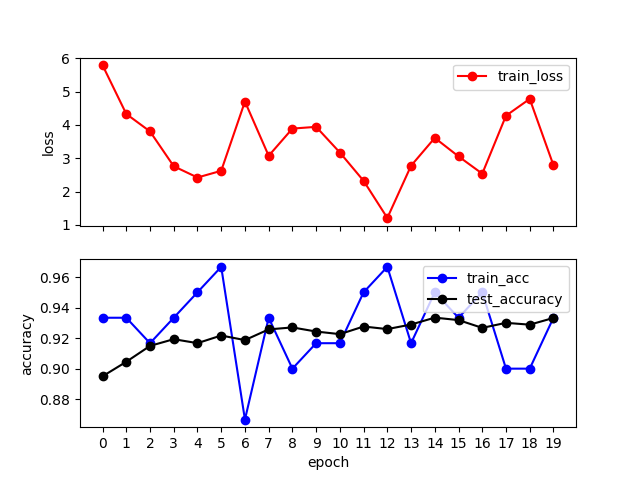 6
5
4
3
2
1
loss
train_loss
0.96
0.94
0.92
0.90
0.88
accuracy
train_acc
test_accuracy
0 1 2 3 4 5 6 7 8 9 10 11 12 13 14 15 16 17 18 19
epoch